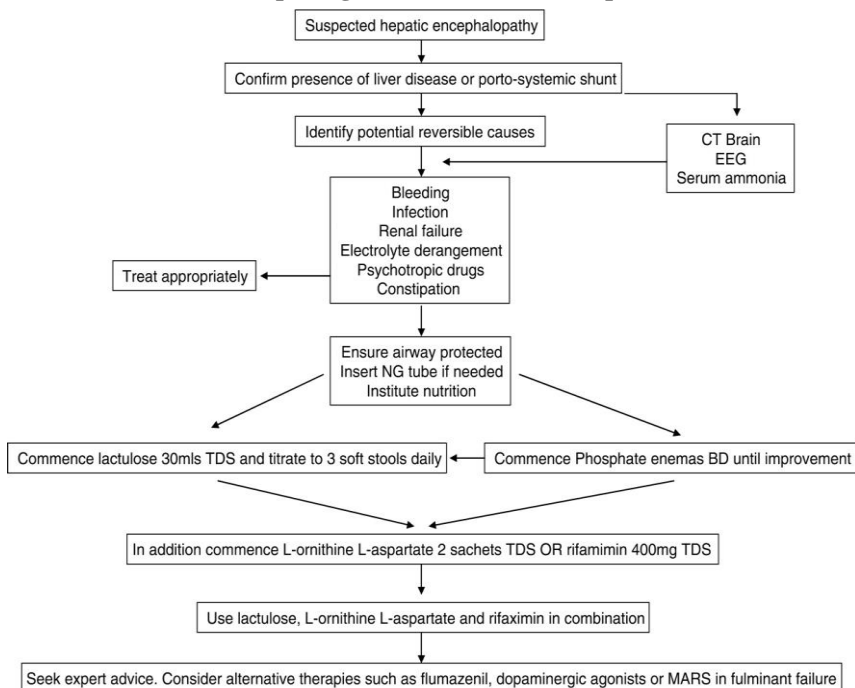 Suspected hepatic encephalopathy
Confirm presence of liver disease or porto-systemic shunt
Identify potential reversible causes
CT Brain
EEG
Serum ammonia
Bleeding
Infection
Renal failure
Electrolyte derangement
Psychotropic drugs
Constipation
Treat appropriately
Ensure airway protected
Insert NG tube if needed
Institute nutrition
Commence lactulose 30mls TDS and titrate to 3 soft stools daily
Commence Phosphate enemas BD until improvement
In addition commence L-ornithine L-aspartate 2 sachets TDS OR rifamimin 400mg TDS
Use lactulose, L-ornithine L-aspartate and rifaximin in combination
Seek expert advice. Consider alternative therapies such as flumazenil, dopaminergic agonists or MARS in fulminant failure